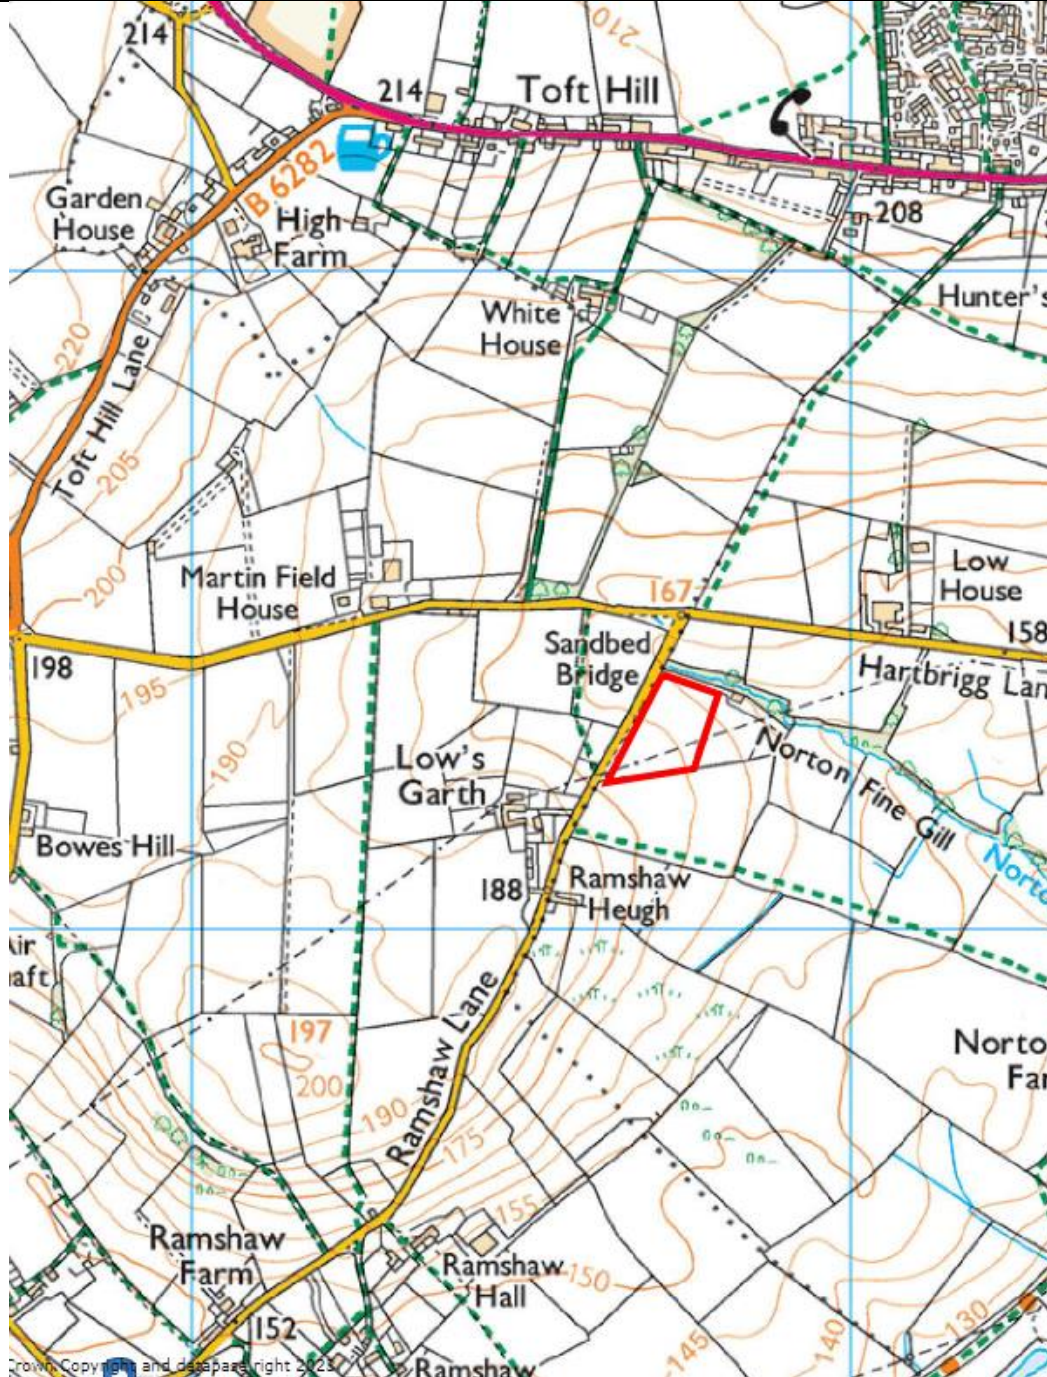 214
210
214
Toft Hill
B 6282
Garden
House
High
Farm
208
White
House
Hunter's
220
Toft Hill Lane
205
200
Martin Field
House
167
Low
House
158
Sandbed
Bridge
198
195
Hartbrigg Lan
190
Low's
Garth
Norton Fine Gill
Bowes Hill
Norto
188
Ramshaw
Heugh
Air
haft
Ramshaw Lane
197
200
Norto
Far
190
175
155
Ramshaw
Farm
Ramshaw
Hall
150
152
145
140
130
Crown Copyright and database right 2023
Ramshaw